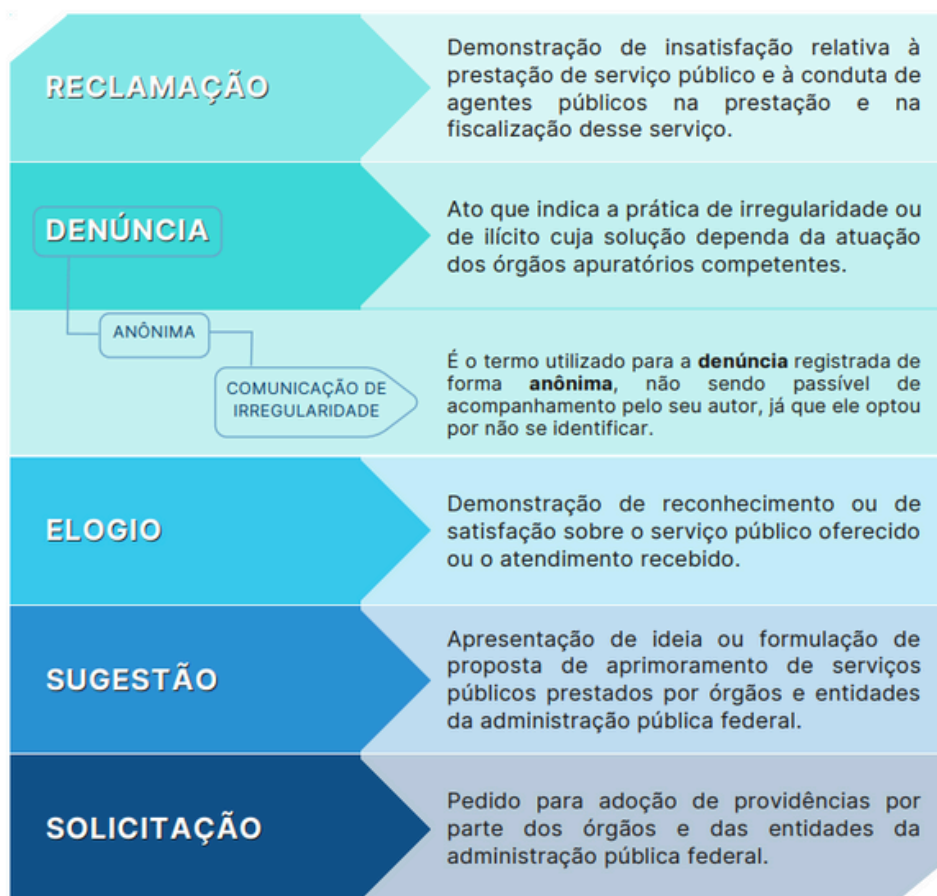 RECLAMAÇÃO
Demonstração de insatisfação relativa à
prestação de serviço público e à conduta de
agentes públicos na prestação e na
fiscalização desse serviço.
DENÚNCIA
Ato que indica a prática de irregularidade ou
de ilícito cuja solução dependa da atuação
dos órgãos apuratórios competentes.
ANÔNIMA
COMUNICAÇÃO DE
IRREGULARIDADE
É o termo utilizado para a denúncia registrada de
forma anônima, não sendo passível de
acompanhamento pelo seu autor, já que ele optou
por não se identificar.
ELOGIO
Demonstração de reconhecimento ou de
satisfação sobre o serviço público oferecido
ou o atendimento recebido.
SUGESTÃO
Apresentação de ideia ou formulação de
proposta de aprimoramento de serviços
públicos prestados por órgãos e entidades
da administração pública federal.
SOLICITAÇÃO
Pedido para adoção de providências por
parte dos órgãos e das entidades da
administração pública federal.